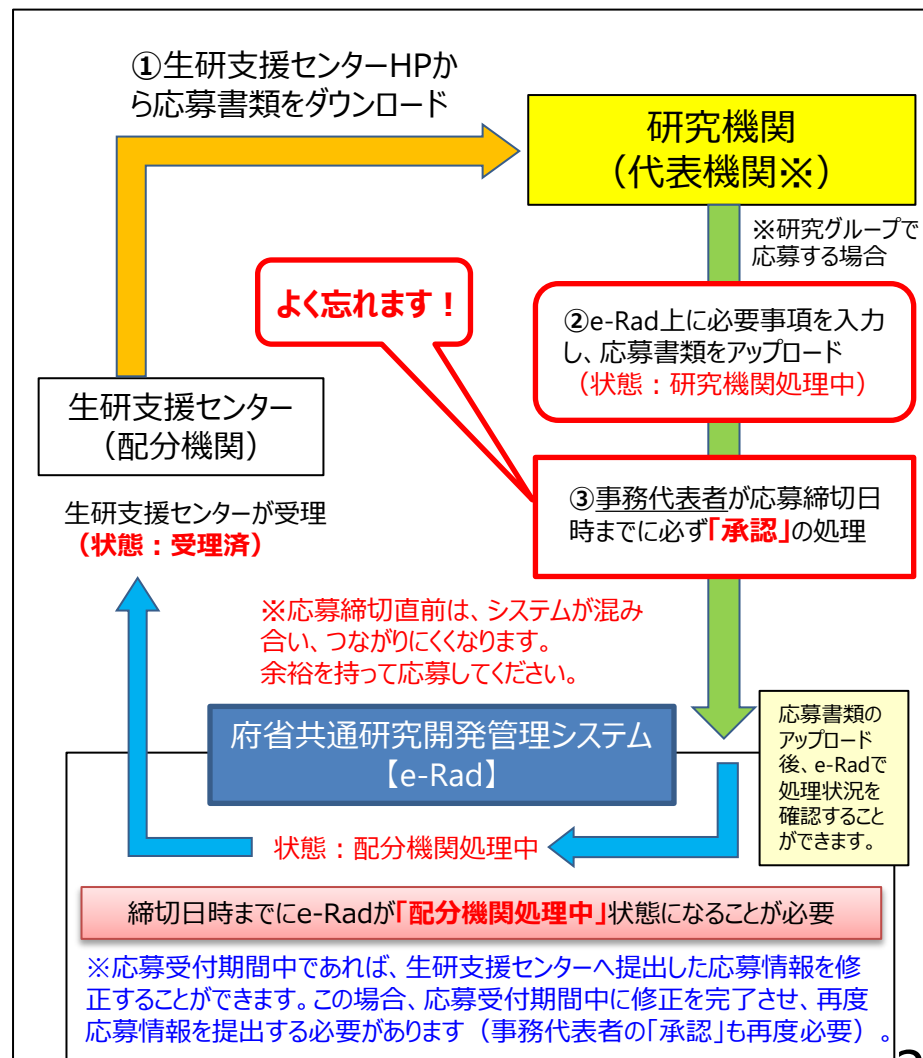 ①生研支援センターHPか
ら応募書類をダウンロード
研究機関
（代表機関※）
※研究グループで
応募する場合
よく忘れます！
②e-Rad上に必要事項を入力
し、応募書類をアップロード
（状態：研究機関処理中）
生研支援センター
（配分機関）
③事務代表者が応募締切日
時までに必ず「承認」の処理
生研支援センターが受理
（状態：受理済）
※応募締切直前は、システムが混み
合い、つながりにくくなります。
余裕を持って応募してください。
府省共通研究開発管理システム
【e-Rad】
応募書類の
アップロード
後、e-Radで
処理状況を
確認すること
ができます。
状態：配分機関処理中
締切日時までにe-Radが「配分機関処理中」状態になることが必要
※応募受付期間中であれば、生研支援センターへ提出した応募情報を修
正することができます。この場合、応募受付期間中に修正を完了させ、再度
応募情報を提出する必要があります（事務代表者の「承認」も再度必要）。